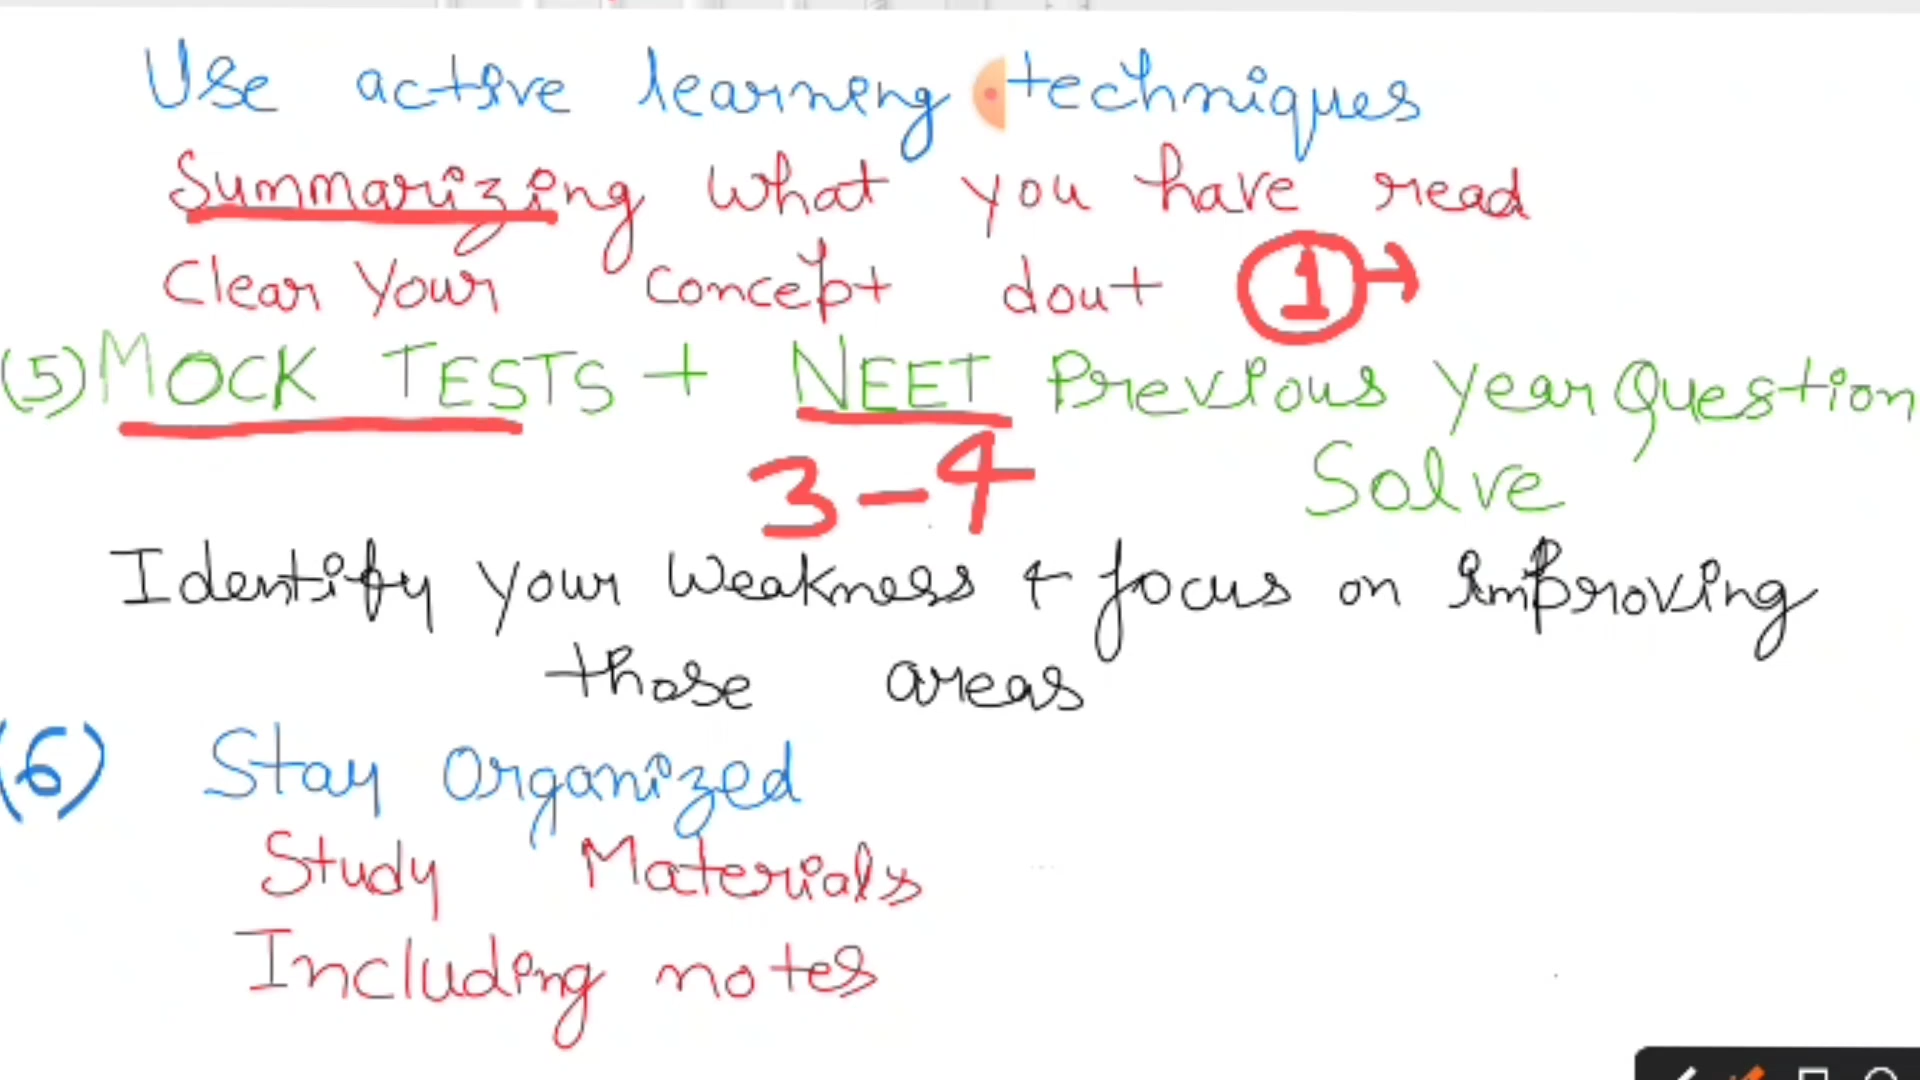 Use active learning techniques
Summarizing what you have read
Clear Your concept dout 1→
(5) MOCK TESTS + NEET Previous year Question
3-4 Solve
Identify your weakness + focus on improving
those areas
(6) Stay organized
Study Materials
Including notes